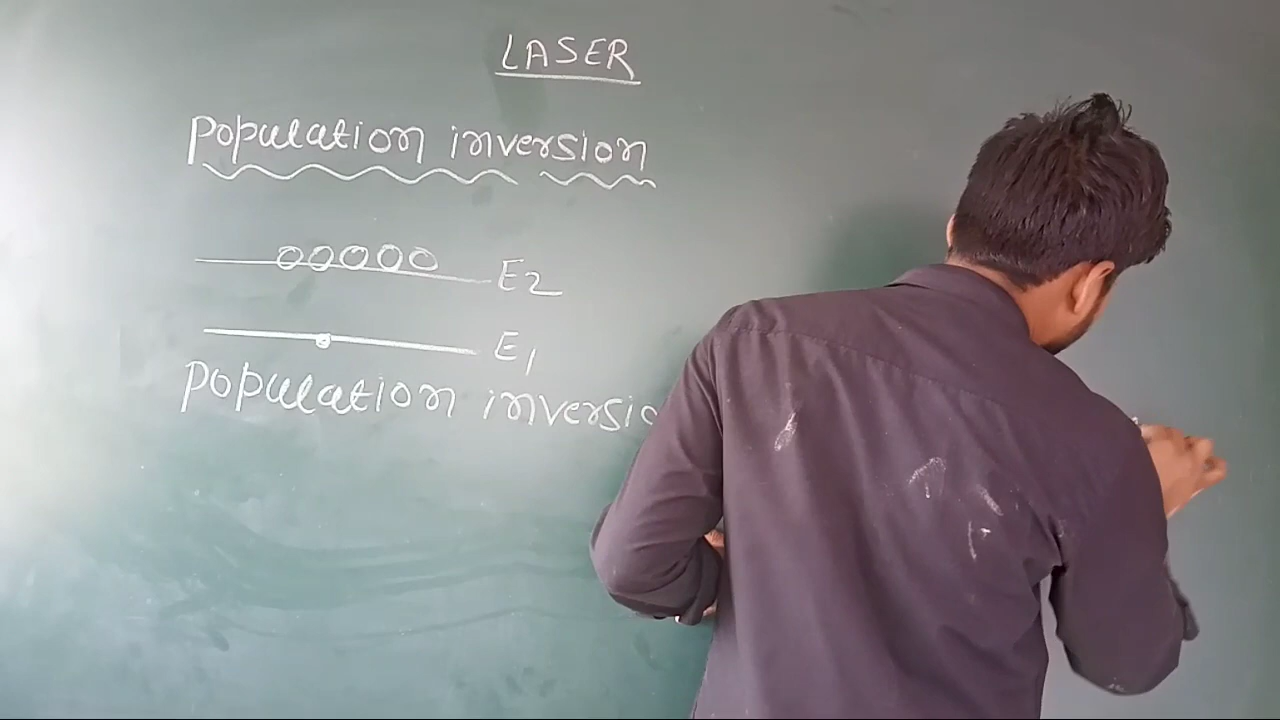 LASER
Population inversion
E2
E1
Population inversio